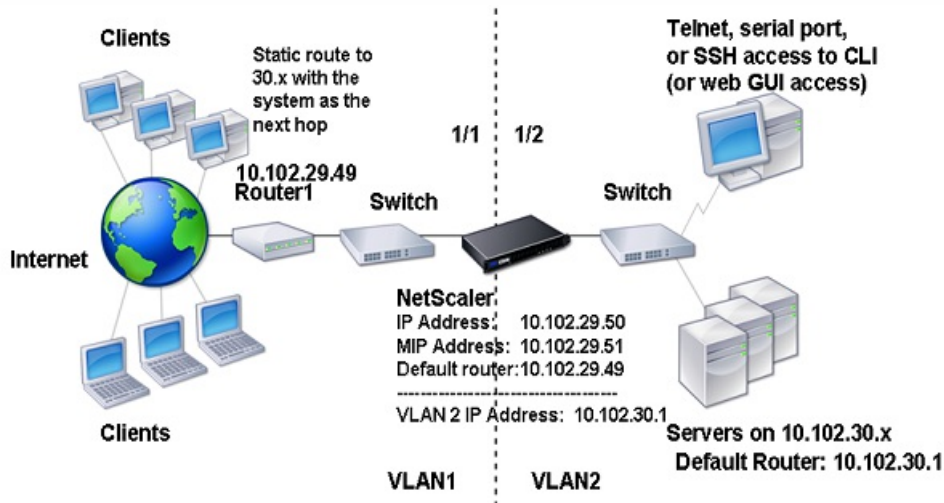 Clients
Static route to
30.x with the
system as the
next hop
10.102.29.49
Router1
Internet
Clients
Switch
1/1
1/2
NetScaler
IP Address: 10.102.29.50
MIP Address: 10.102.29.51
Default router:10.102.29.49
VLAN 2 IP Address: 10.102.30.1
VLAN1
VLAN2
Telnet, serial port,
or SSH access to CLI
(or web GUI access)
Switch
Servers on 10.102.30.x
Default Router: 10.102.30.1